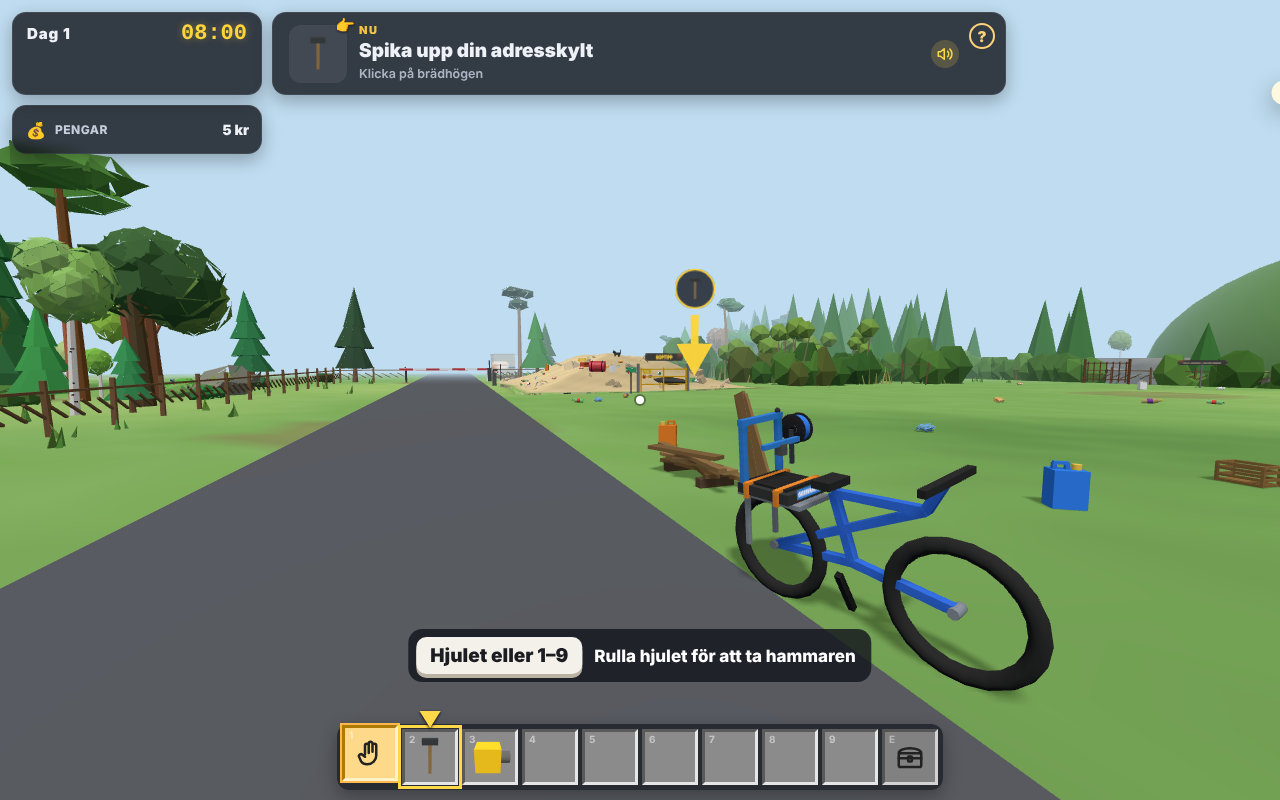 Dag 1
08:00
NU
Spika upp din adresskylt
Klicka på brädhögen
?
PENGAR
5 kr
Hjulet eller 1–9
Rulla hjulet för att ta hammaren
1
2
3
4
5
6
7
8
9
E